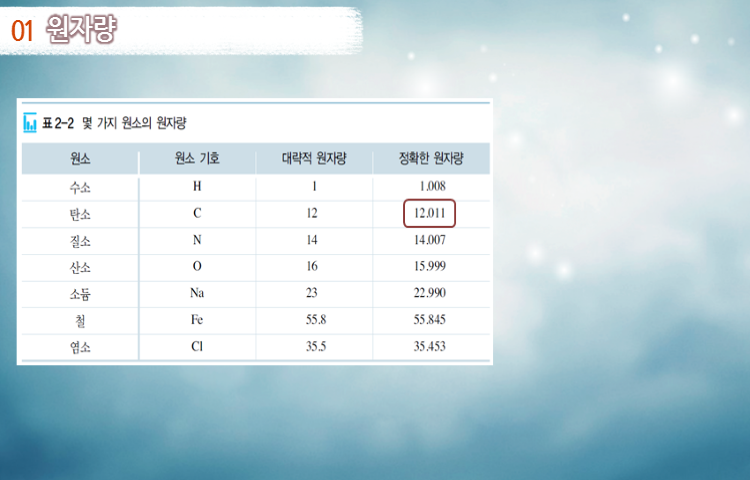 01 원자량
표 2-2 몇 가지 원소의 원자량
원소 원소 기호 대략적 원자량 정확한 원자량
수소 H 1 1.008
탄소 C 12 12.011
질소 N 14 14.007
산소 O 16 15.999
소듐 Na 23 22.990
철 Fe 55.8 55.845
염소 Cl 35.5 35.453